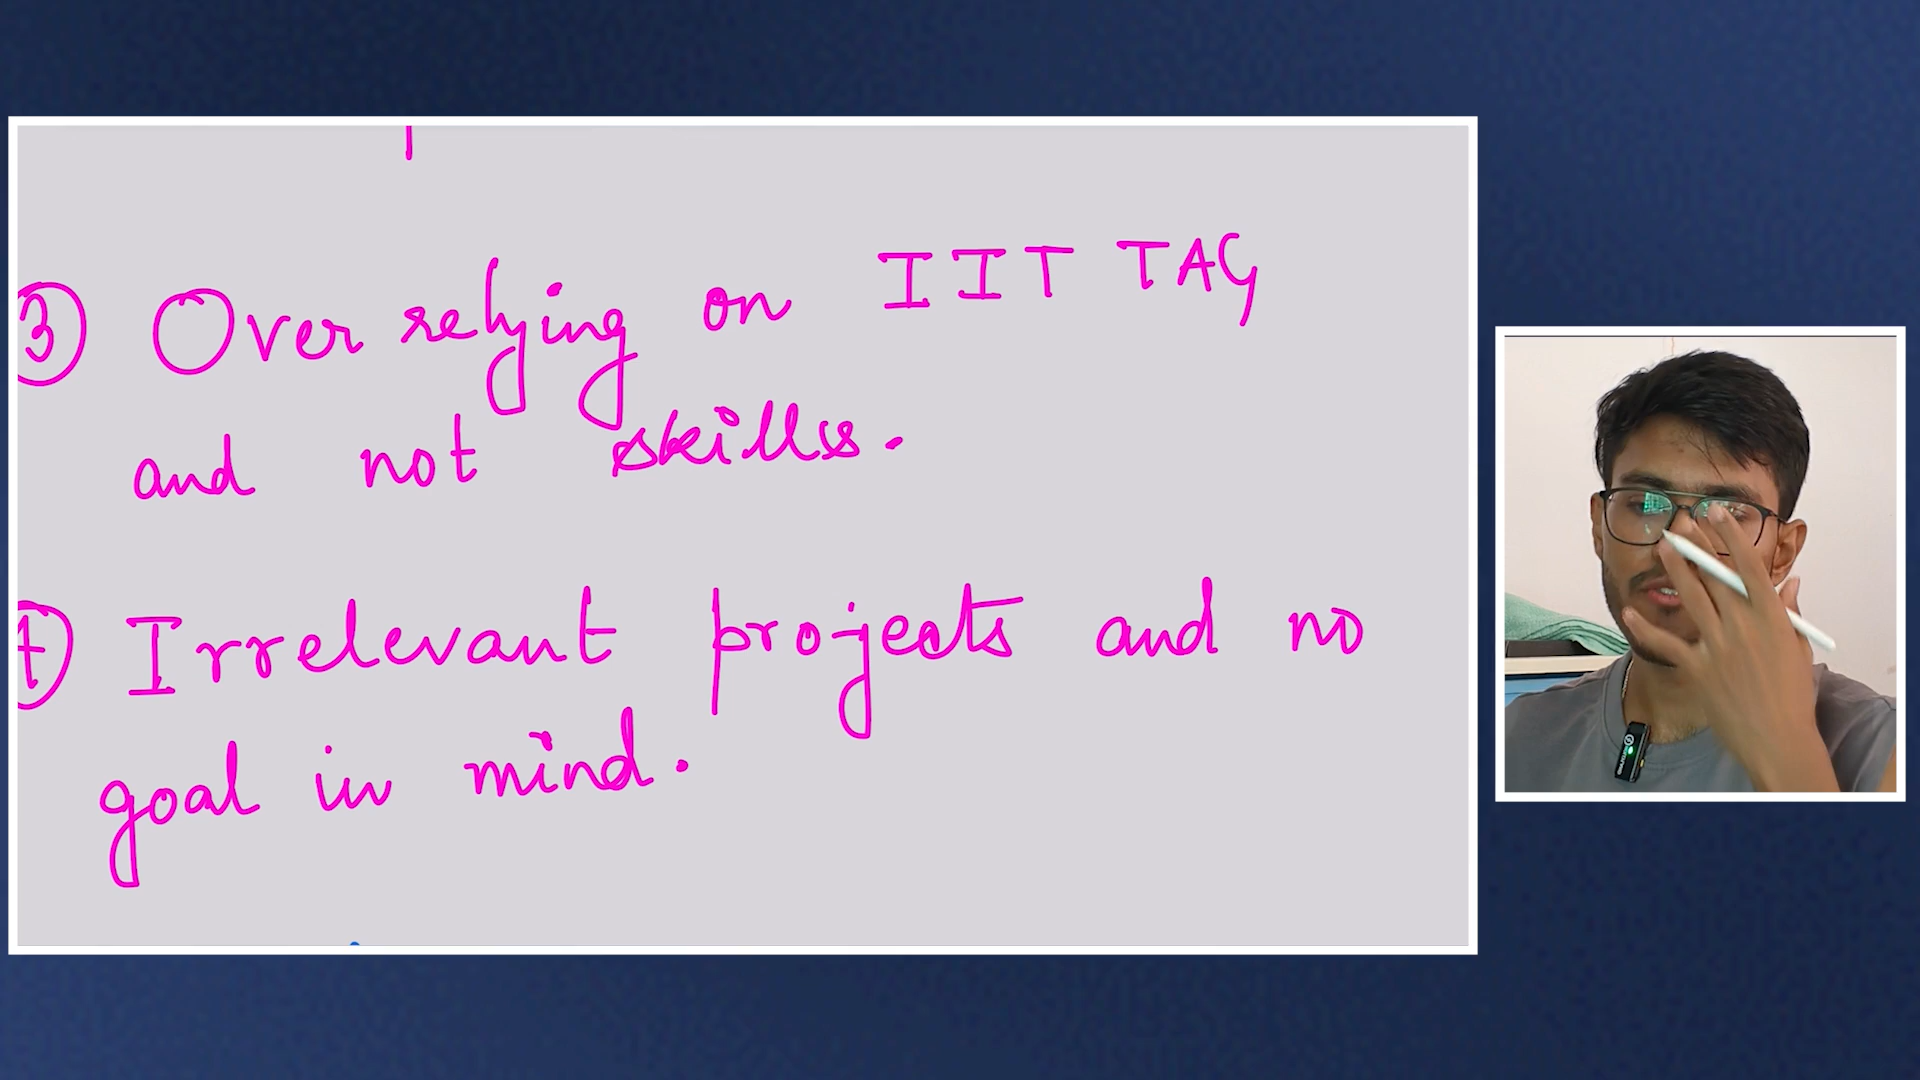 ③ Over relying on IIT TAG
and not skills.
④ Irrelevant projects and no
goal in mind.